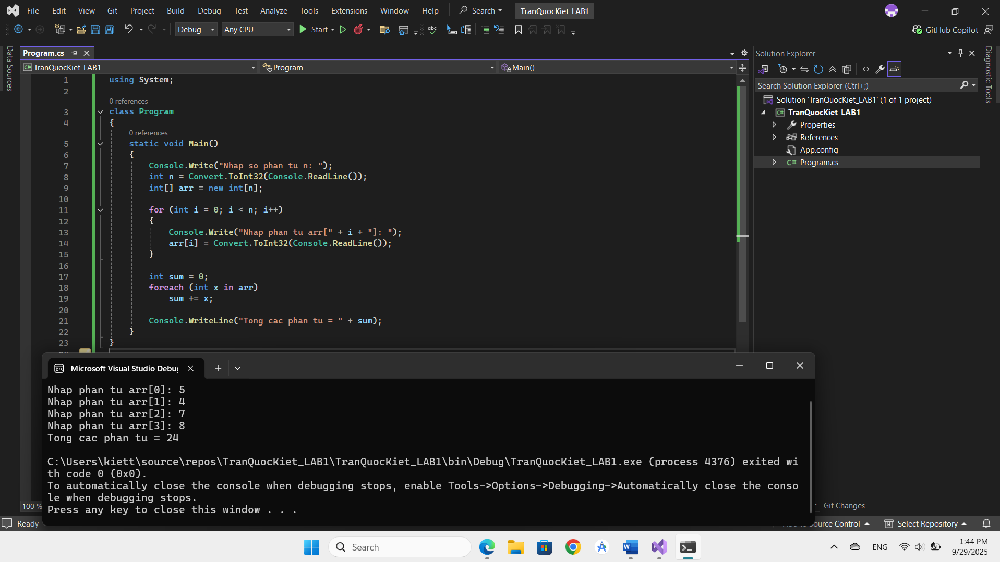 File Edit View Git Project Build Debug Test Analyze Tools Extensions Window Help Search TranQuocKiet_LAB1
Debug Any CPU Start abc GitHub Copilot
Data Sources
Program.cs
TranQuocKiet_LAB1 Program Main()
1 using System;
2
0 references
3 class Program
4 {
0 references
5 static void Main()
6 {
7 Console.Write("Nhap so phan tu n: ");
8 int n = Convert.ToInt32(Console.ReadLine());
9 int[] arr = new int[n];
10
11 for (int i = 0; i < n; i++)
12 {
13 Console.Write("Nhap phan tu arr[" + i + "]: ");
14 arr[i] = Convert.ToInt32(Console.ReadLine());
15 }
16
17 int sum = 0;
18 foreach (int x in arr)
19 sum += x;
20
21 Console.WriteLine("Tong cac phan tu = " + sum);
22 }
23 }
Solution Explorer
Search Solution Explorer (Ctrl+;)
Solution 'TranQuocKiet_LAB1' (1 of 1 project)
C# TranQuocKiet_LAB1
Properties
References
App.config
C# Program.cs
Diagnostic Tools
Microsoft Visual Studio Debu
Nhap phan tu arr[0]: 5
Nhap phan tu arr[1]: 4
Nhap phan tu arr[2]: 7
Nhap phan tu arr[3]: 8
Tong cac phan tu = 24
C:\Users\kiett\source\repos\TranQuocKiet_LAB1\TranQuocKiet_LAB1\bin\Debug\TranQuocKiet_LAB1.exe (process 4376) exited wi
th code 0 (0x0).
To automatically close the console when debugging stops, enable Tools->Options->Debugging->Automatically close the conso
le when debugging stops.
Press any key to close this window . . .
100 %
Git Changes
Ready
Source Control Select Repository
Search
ENG
1:44 PM
9/29/2025